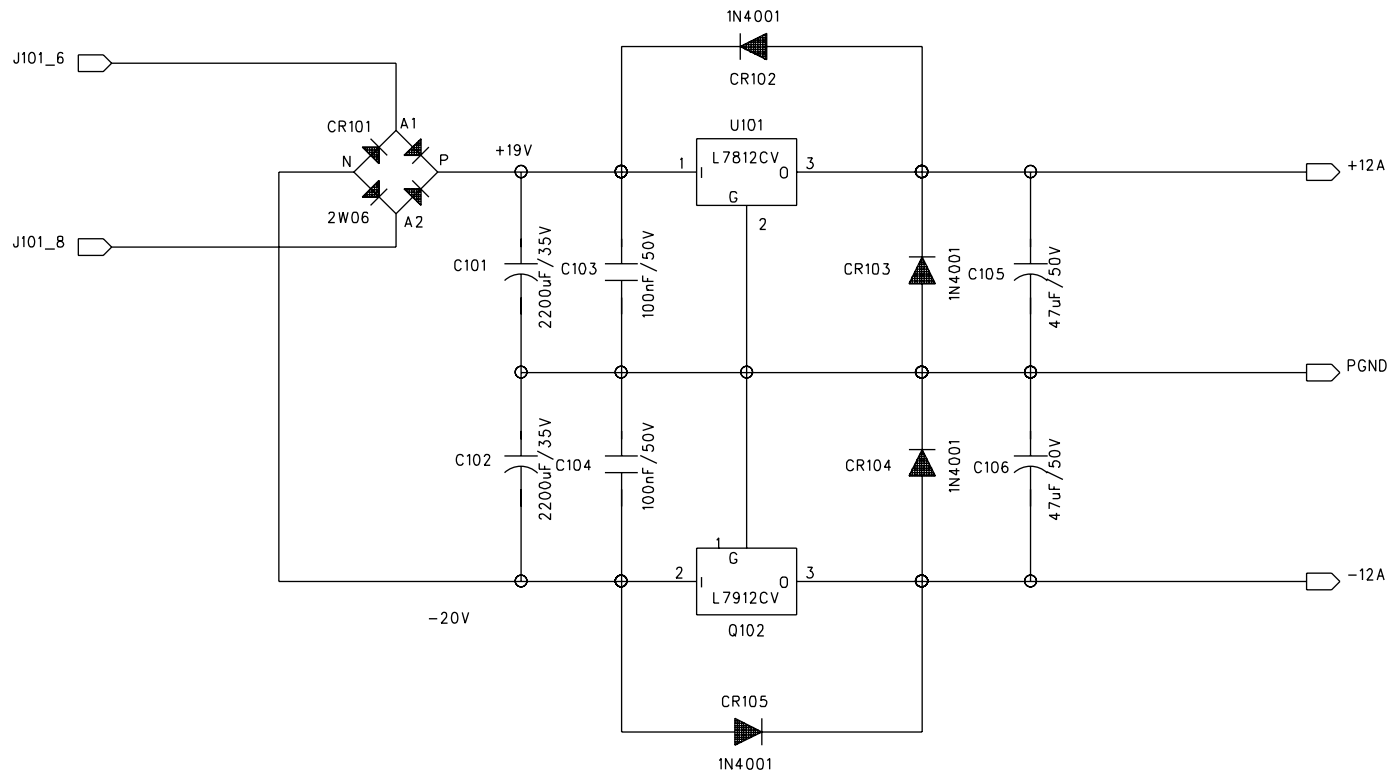 1N4001
J101_6
CR102
CR101
A1
U101
N
P
+19V
1
L7812CV
3
I
O
+12A
G
2W06
A2
2
J101_8
C101
2200uF/35V
C103
100nF/50V
CR103
1N4001
C105
47uF/50V
PGND
C102
2200uF/35V
C104
100nF/50V
CR104
1N4001
C106
47uF/50V
1
G
2
I
O
3
-12A
L7912CV
-20V
Q102
CR105
1N4001